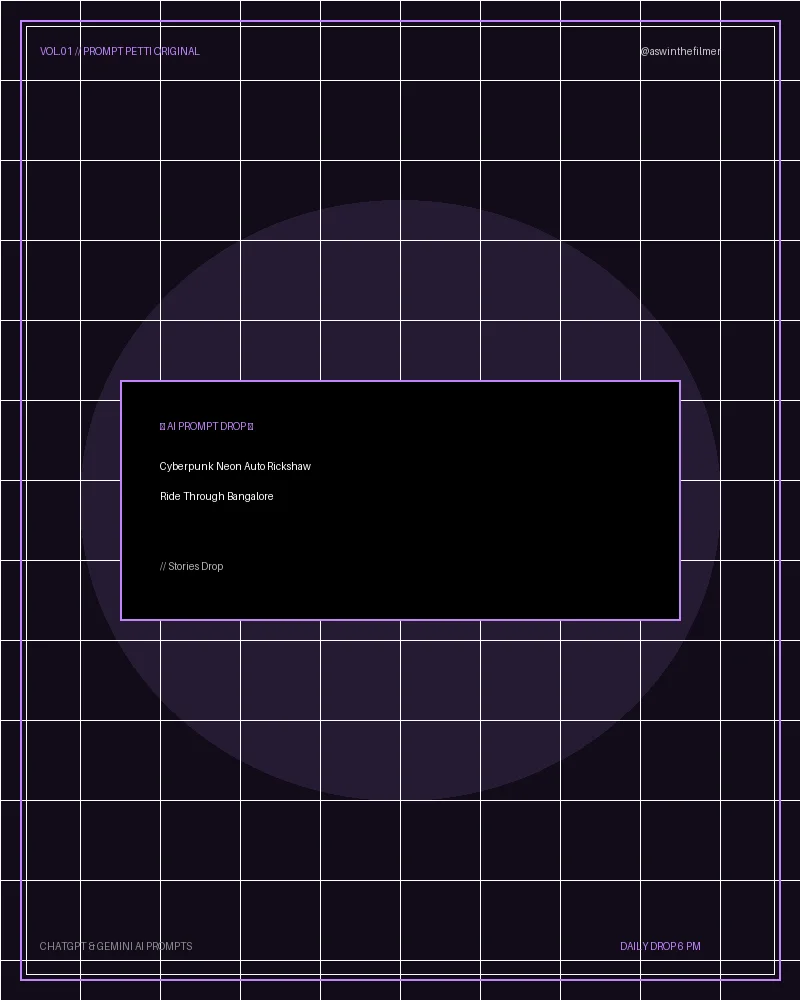 VOL.01 // PROMPT PETTI ORIGINAL
@aswinthefilmer
AI PROMPT DROP
Cyberpunk Neon Auto Rickshaw
Ride Through Bangalore
// Stories Drop
CHATGPT & GEMINI AI PROMPTS
DAILY DROP 6 PM